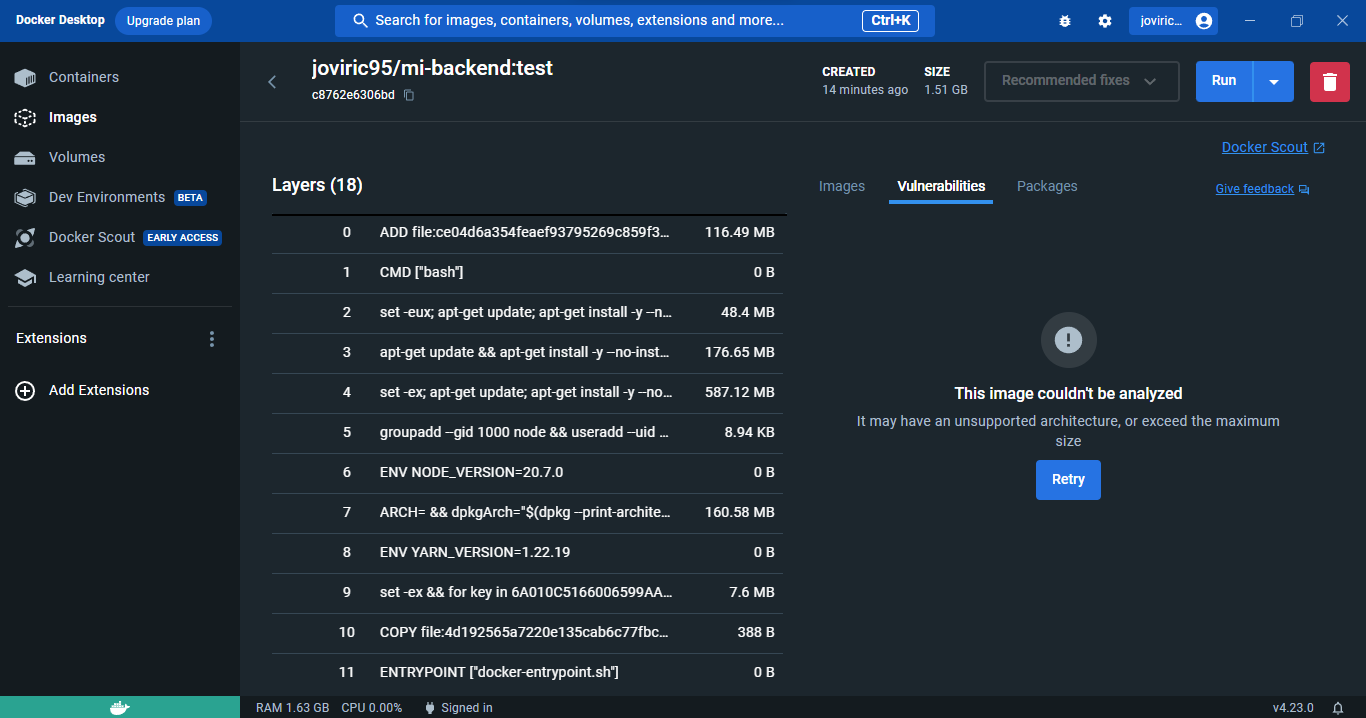 Docker Desktop
Upgrade plan
Search for images, containers, volumes, extensions and more...
Ctrl+K
joviric...
Containers
Images
Volumes
Dev Environments BETA
Docker Scout EARLY ACCESS
Learning center
Extensions
Add Extensions
joviric95/mi-backend:test
c8762e6306bd
CREATED
14 minutes ago
SIZE
1.51 GB
Recommended fixes
Run
Docker Scout
Layers (18)
Images
Vulnerabilities
Packages
Give feedback
0 ADD file:ce04d6a354feaef93795269c859f3... 116.49 MB
1 CMD ["bash"] 0 B
2 set -eux; apt-get update; apt-get install -y --n... 48.4 MB
3 apt-get update && apt-get install -y --no-inst... 176.65 MB
4 set -ex; apt-get update; apt-get install -y --no... 587.12 MB
5 groupadd --gid 1000 node && useradd --uid ... 8.94 KB
6 ENV NODE_VERSION=20.7.0 0 B
7 ARCH= && dpkgArch="$(dpkg --print-archite... 160.58 MB
8 ENV YARN_VERSION=1.22.19 0 B
9 set -ex && for key in 6A010C5166006599AA... 7.6 MB
10 COPY file:4d192565a7220e135cab6c77fbc... 388 B
11 ENTRYPOINT ["docker-entrypoint.sh"] 0 B
This image couldn't be analyzed
It may have an unsupported architecture, or exceed the maximum
size
Retry
RAM 1.63 GB CPU 0.00% Signed in
v4.23.0